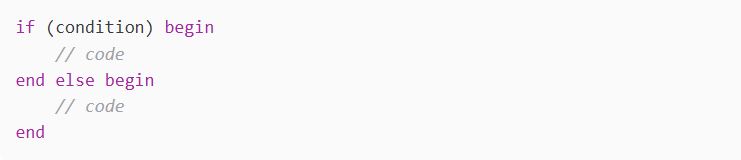 if (condition) begin
    // code
end else begin
    // code
end